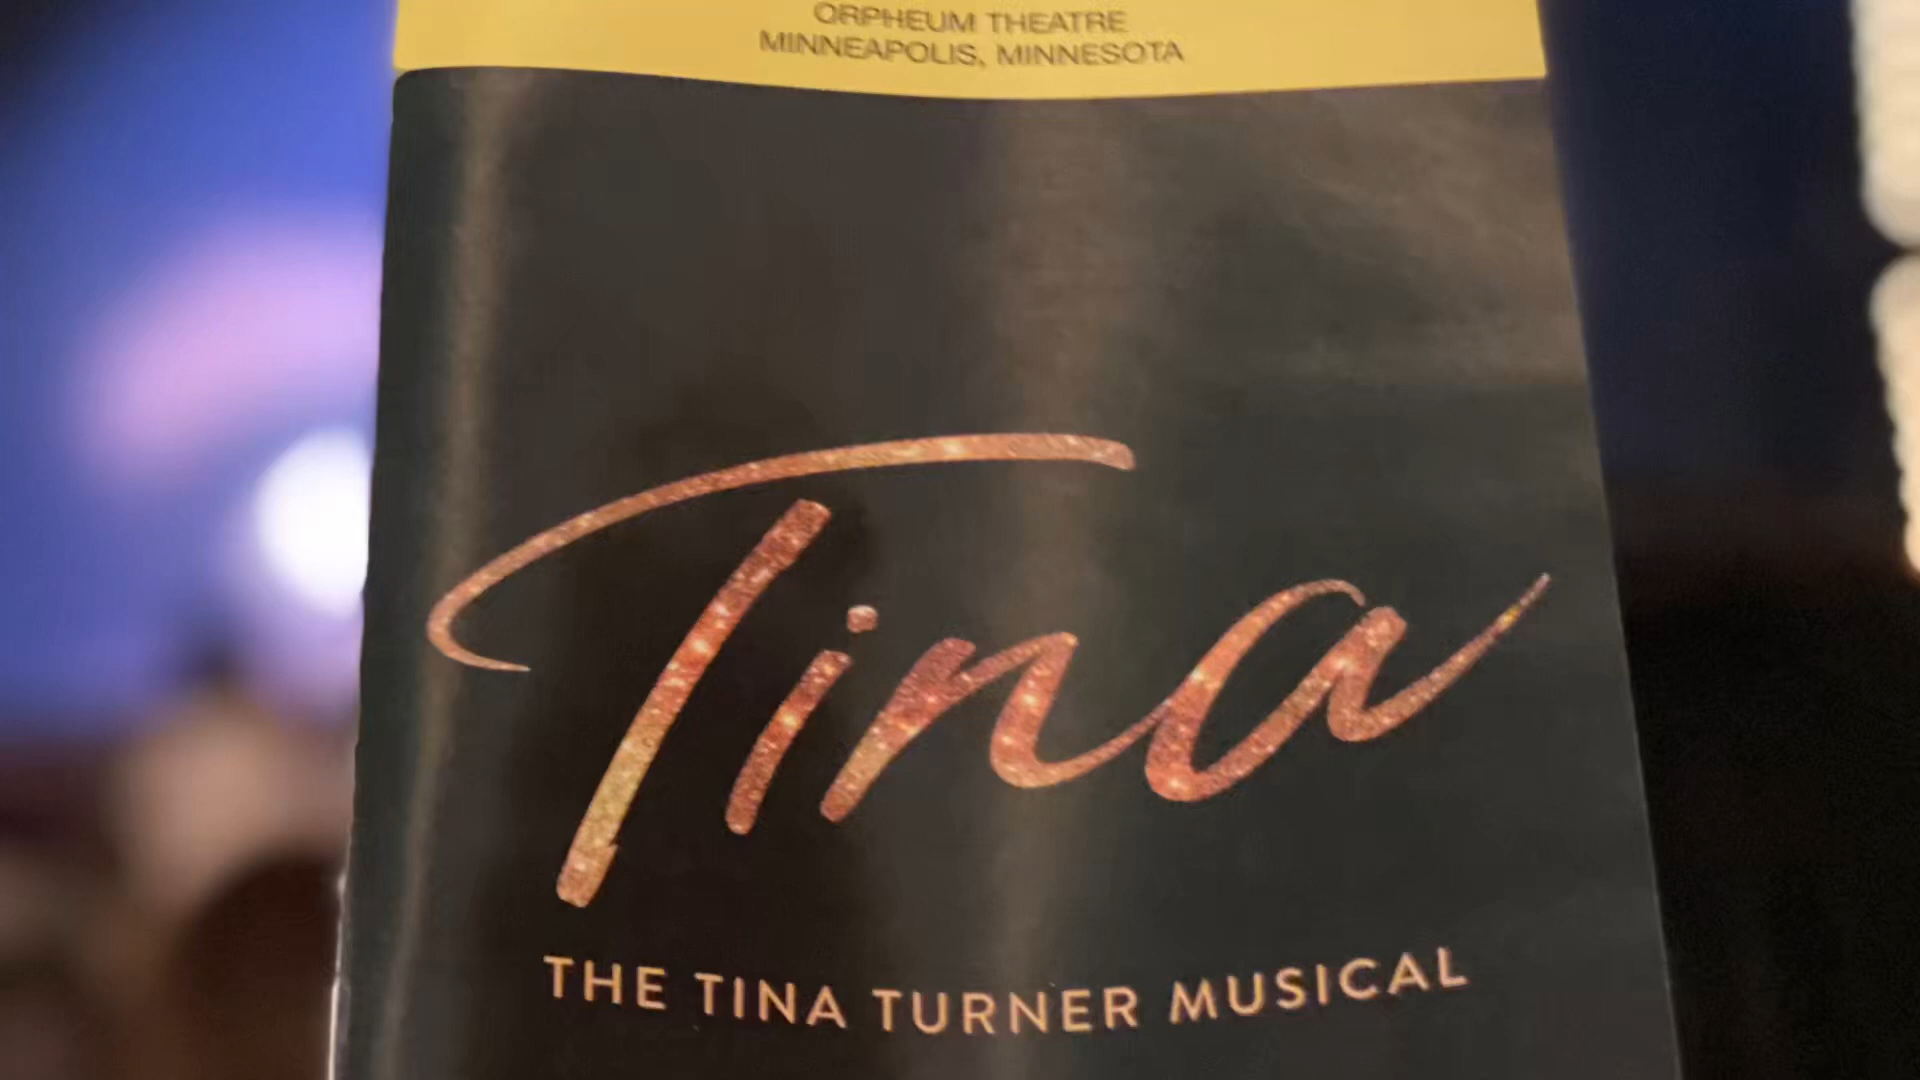 ORPHEUM THEATRE
MINNEAPOLIS, MINNESOTA
Tina
THE TINA TURNER MUSICAL